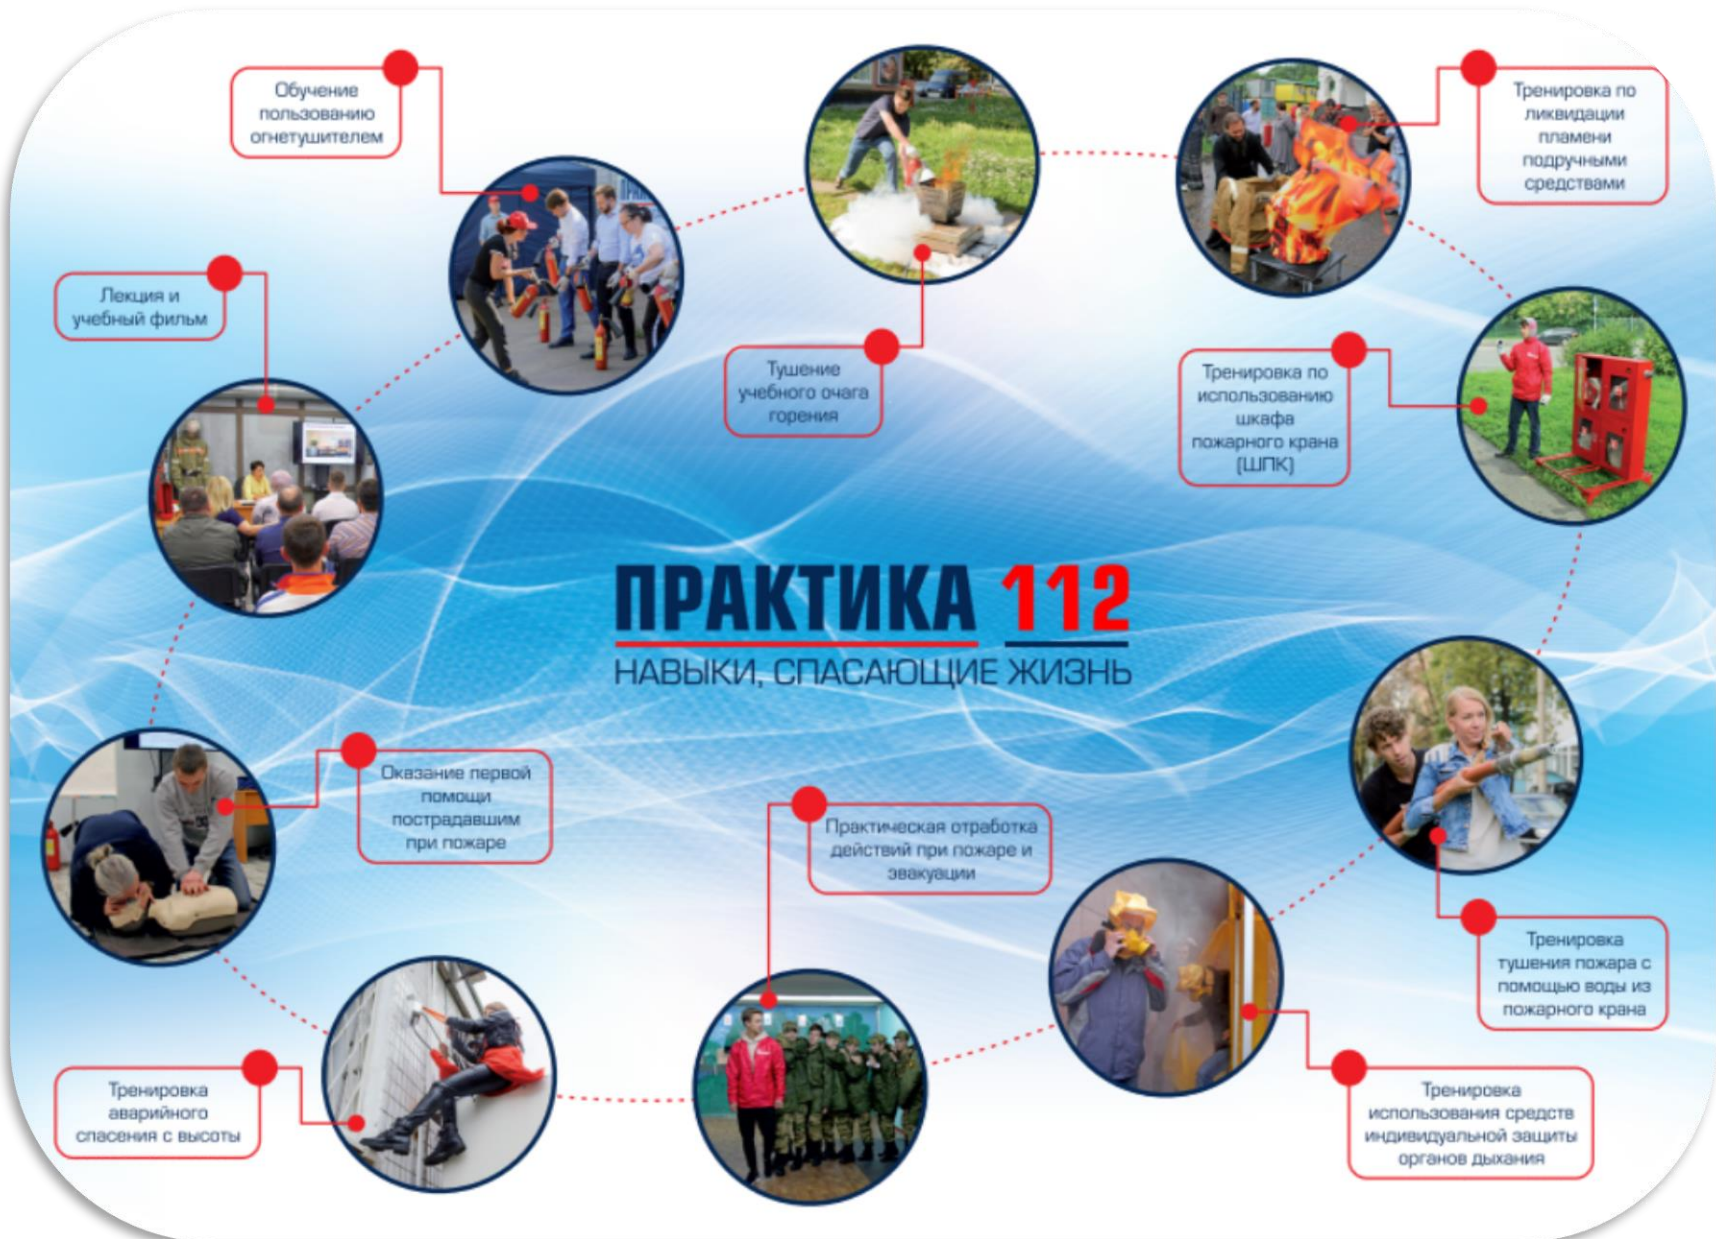 Обучение
пользованию
огнетушителем
Тренировка по
ликвидации
пламени
подручными
средствами
Лекция и
учебный фильм
Тушение
учебного очага
горения
Тренировка по
использованию
шкафа
пожарного крана
(ШПК)
ПРАКТИКА 112
НАВЫКИ, СПАСАЮЩИЕ ЖИЗНЬ
Оказание первой
помощи
пострадавшим
при пожаре
Практическая отработка
действий при пожаре и
эвакуации
Тренировка
тушения пожара с
помощью воды из
пожарного крана
Тренировка
аварийного
спасения с высоты
Тренировка
использования средств
индивидуальной защиты
органов дыхания